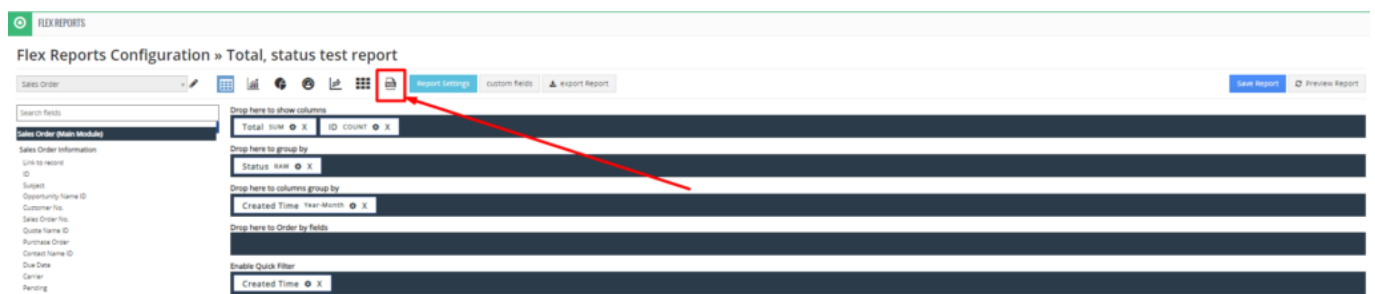 FLEX REPORTS
Flex Reports Configuration » Total, status test report
Sales Order
Report Settings
custom fields
export Report
Save Report
Preview Report
Search fields
Sales Order (Main Module)
Sales Order Information
Link to record
ID
Subject
Opportunity Name ID
Customer No.
Sales Order No.
Quote Name ID
Purchase Order
Contact Name ID
Due Date
Carrier
Pending
Drop here to show columns
Total SUM X ID COUNT X
Drop here to group by
Status RAW X
Drop here to columns group by
Created Time Year-Month X
Drop here to Order by fields
Enable Quick Filter
Created Time X